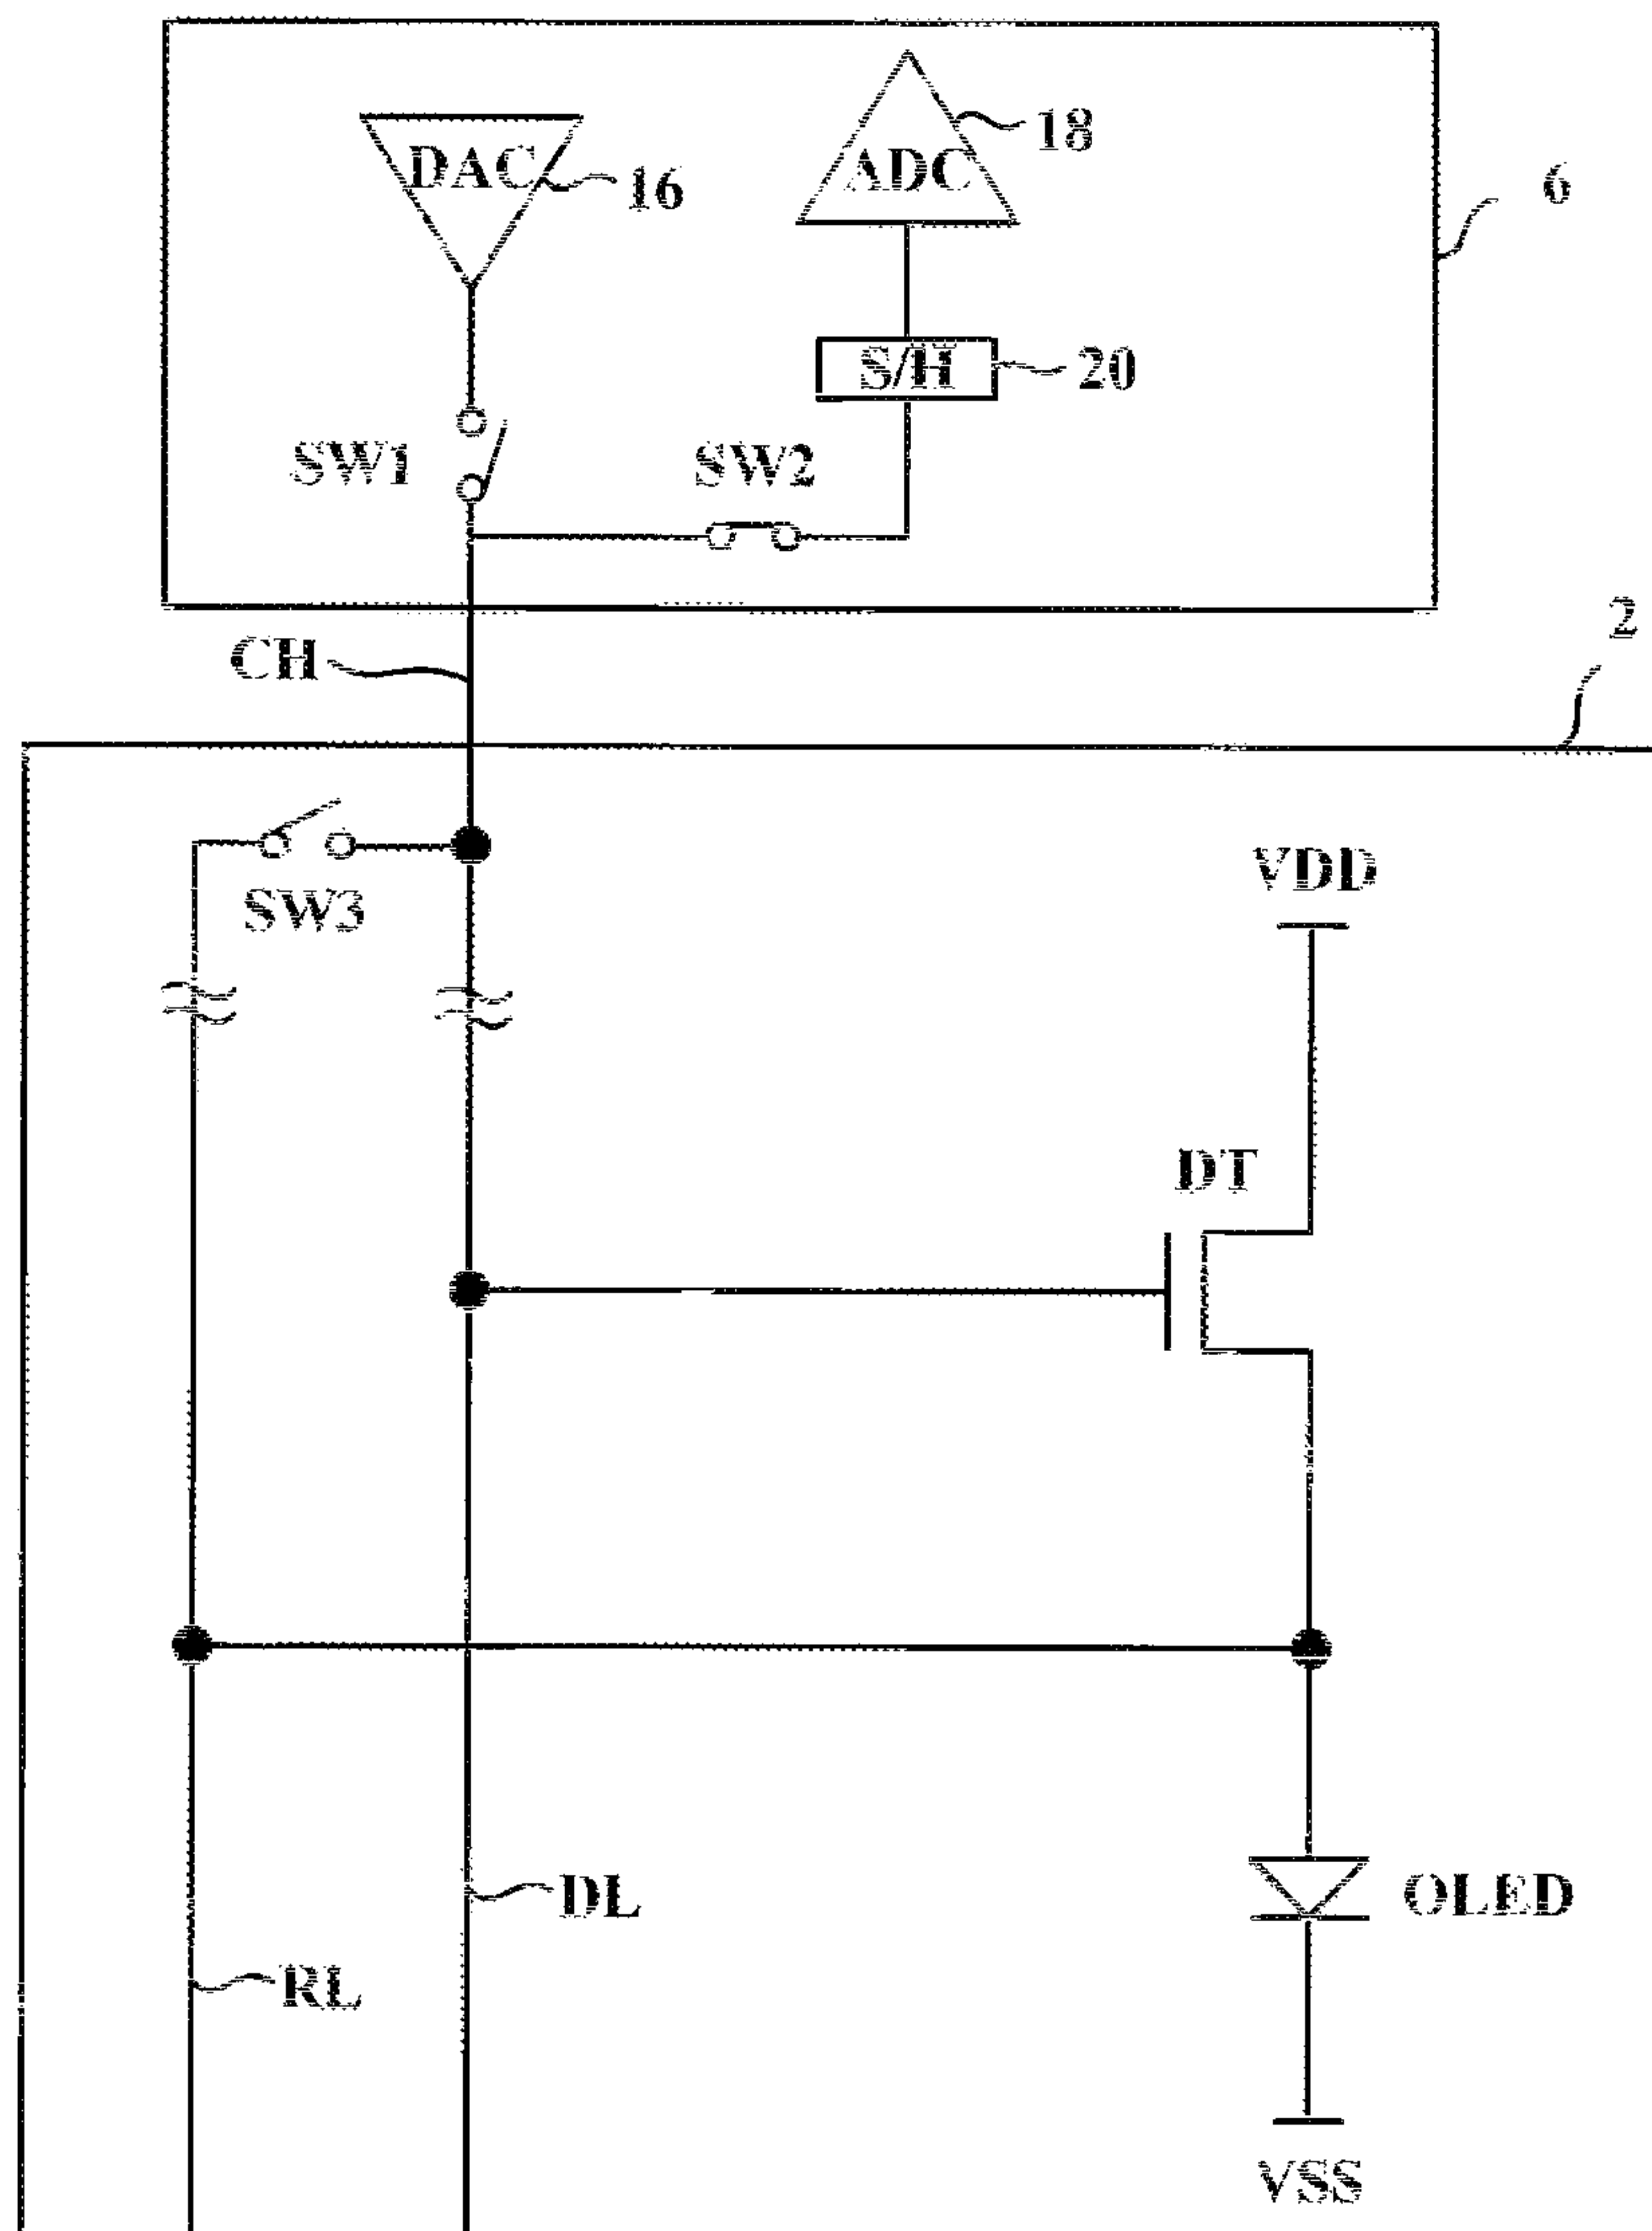 DAC
16
ADC
18
6
S/H
20
SW1
SW2
CH
2
SW3
VDD
DT
DL
OLED
RL
VSS